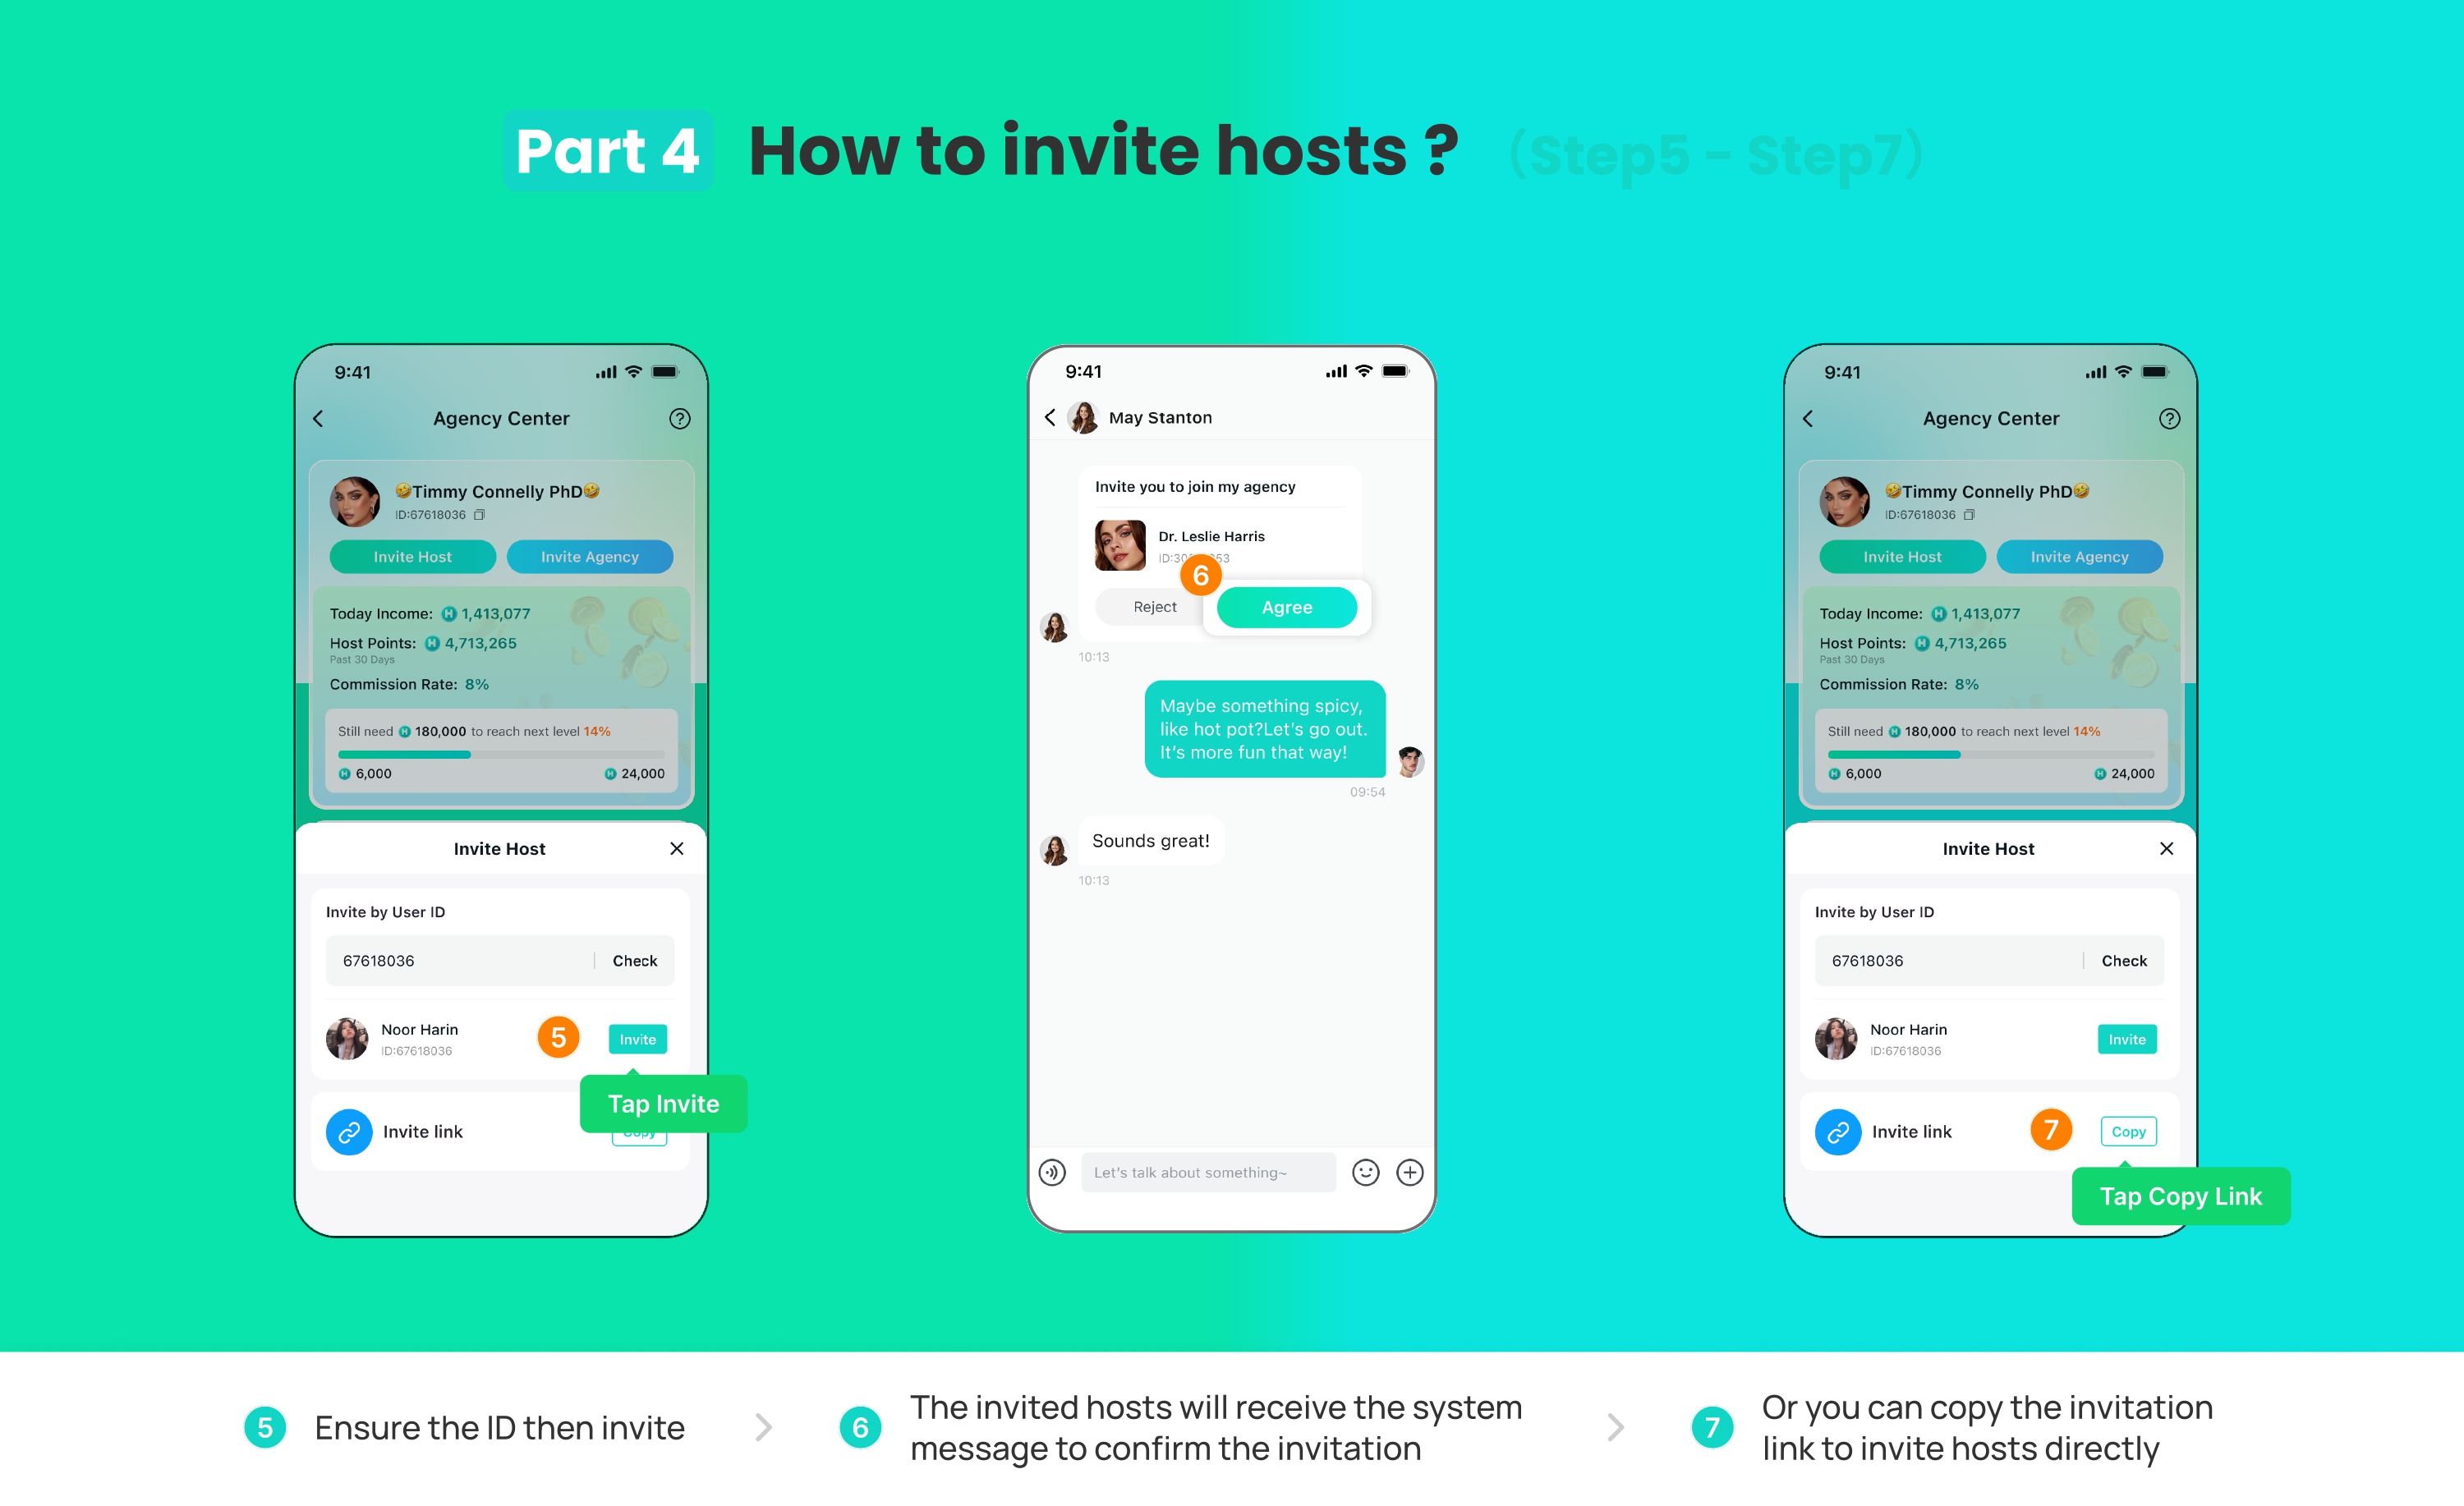 Part 4 How to invite hosts ? (Step5 - Step7)
9:41
Agency Center
🤣Timmy Connelly PhD🤣
ID:67618036
Invite Host Invite Agency
Today Income: 1,413,077
Host Points: 4,713,265
Past 30 Days
Commission Rate: 8%
Still need 180,000 to reach next level 14%
6,000 24,000
Invite Host
Invite by User ID
67618036 Check
Noor Harin
ID:67618036
5 Invite
Tap Invite
Invite link
Copy
9:41
May Stanton
Invite you to join my agency
Dr. Leslie Harris
6
Reject Agree
10:13
Maybe something spicy,
like hot pot?Let's go out.
It's more fun that way!
09:54
Sounds great!
10:13
Let's talk about something~
9:41
Agency Center
🤣Timmy Connelly PhD🤣
ID:67618036
Invite Host Invite Agency
Today Income: 1,413,077
Host Points: 4,713,265
Past 30 Days
Commission Rate: 8%
Still need 180,000 to reach next level 14%
6,000 24,000
Invite Host
Invite by User ID
67618036 Check
Noor Harin
ID:67618036
Invite
Invite link 7 Copy
Tap Copy Link
5 Ensure the ID then invite
6 The invited hosts will receive the system
message to confirm the invitation
7 Or you can copy the invitation
link to invite hosts directly